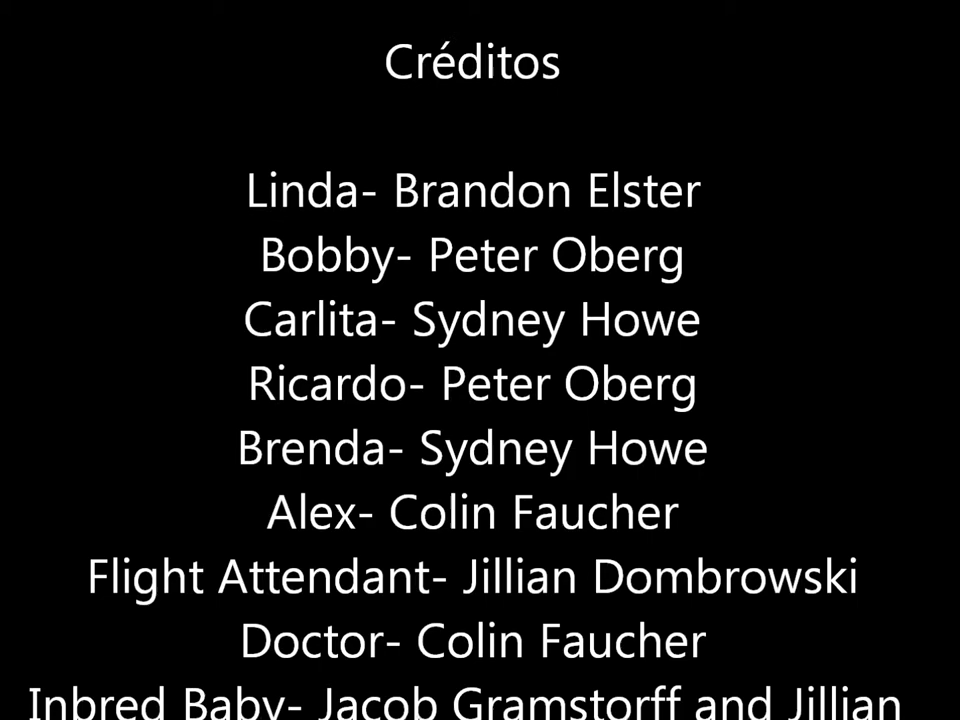 Créditos
Linda- Brandon Elster
Bobby- Peter Oberg
Carlita- Sydney Howe
Ricardo- Peter Oberg
Brenda- Sydney Howe
Alex- Colin Faucher
Flight Attendant- Jillian Dombrowski
Doctor- Colin Faucher
Inbred Baby- Jacob Gramstorff and Jillian